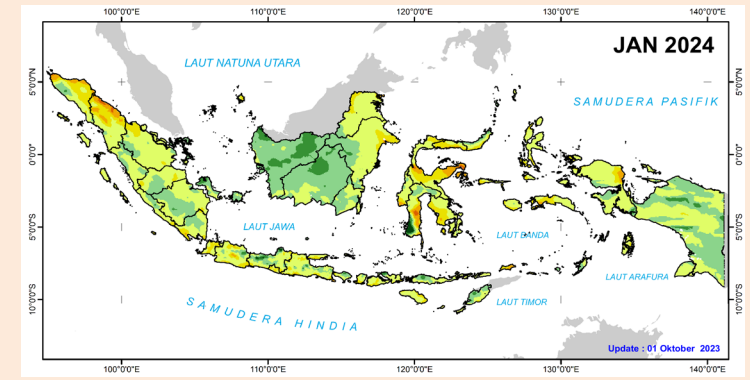 100°0'0"E 110°0'0"E 120°0'0"E 130°0'0"E 140°0'0"E
JAN 2024
LAUT NATUNA UTARA
5°0'0"N 5°0'0"N
SAMUDERA PASIFIK
0°0' 0°0'
5°0'0"S LAUT JAWA LAUT BANDA 5°0'0"S
LAUT ARAFURA
10°0'0"S SAMUDERA HINDIA LAUT TIMOR 10°0'0"S
Update : 01 Oktober 2023
100°0'0"E 110°0'0"E 120°0'0"E 130°0'0"E 140°0'0"E